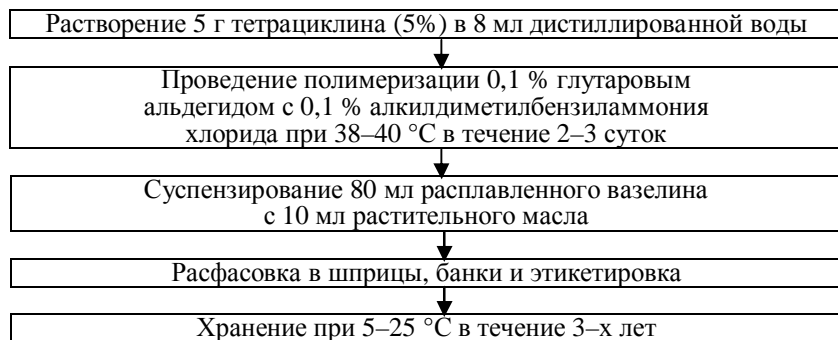 Растворение 5 г тетрациклина (5%) в 8 мл дистиллированной воды
Проведение полимеризации 0,1 % глутаровым
альдегидом с 0,1 % алкилдиметилбензиламмония
хлорида при 38–40 °С в течение 2–3 суток
Суспензирование 80 мл расплавленного вазелина
с 10 мл растительного масла
Расфасовка в шприцы, банки и этикетировка
Хранение при 5–25 °С в течение 3–х лет